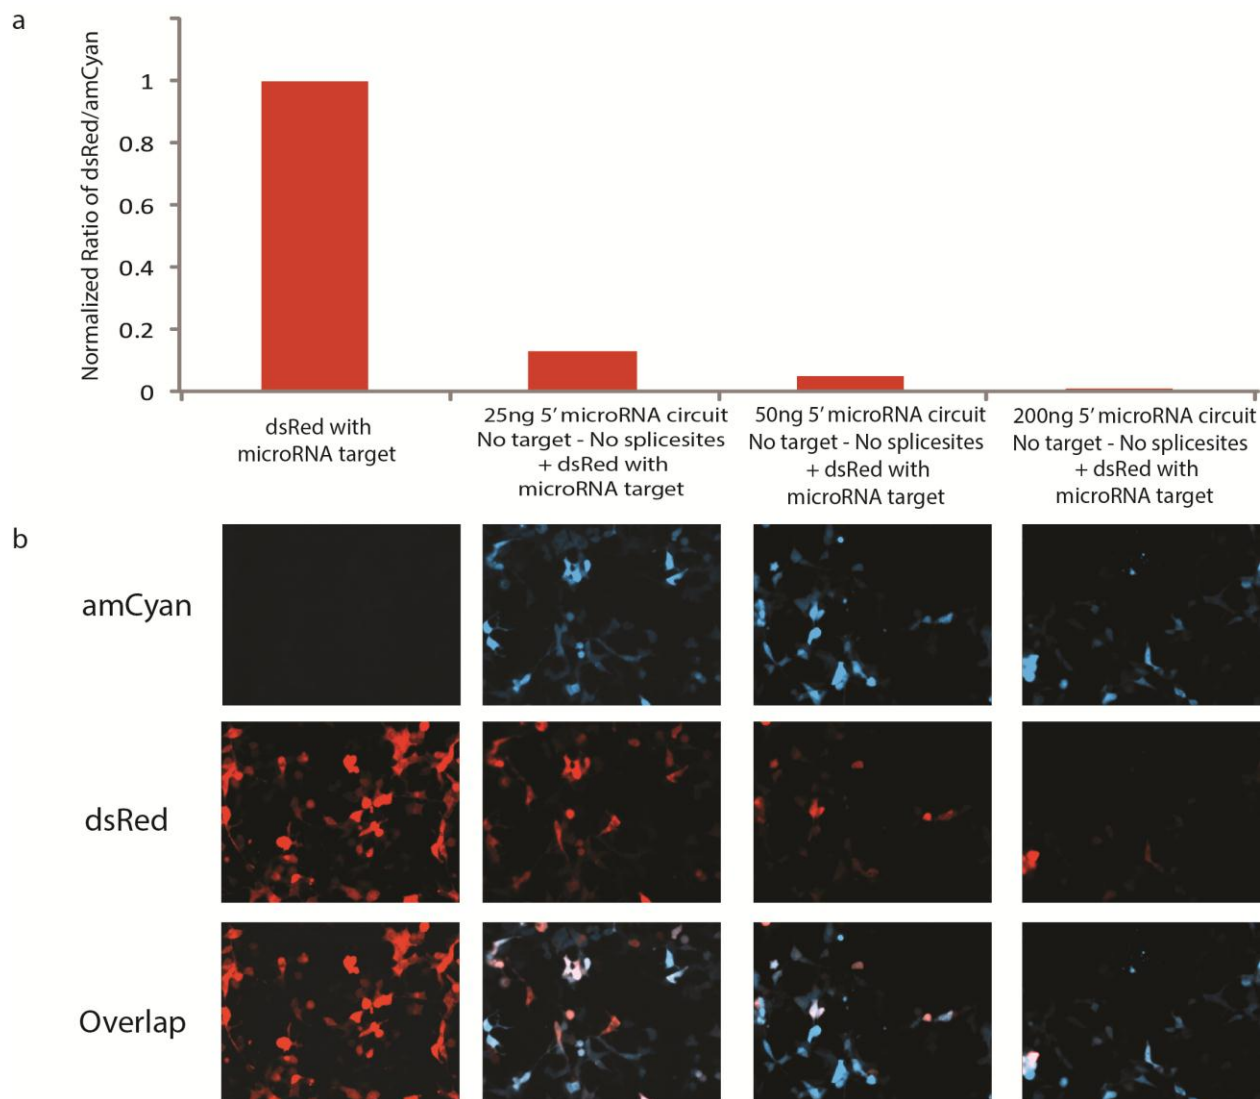 a
Normalized Ratio of dsRed/amCyan
1
0.8
0.6
0.4
0.2
0
dsRed with
microRNA target
25ng 5′ microRNA circuit
No target - No splicesites
+ dsRed with
microRNA target
50ng 5′ microRNA circuit
No target - No splicesites
+ dsRed with
microRNA target
200ng 5′ microRNA circuit
No target - No splicesites
+ dsRed with
microRNA target
b
amCyan
dsRed
Overlap